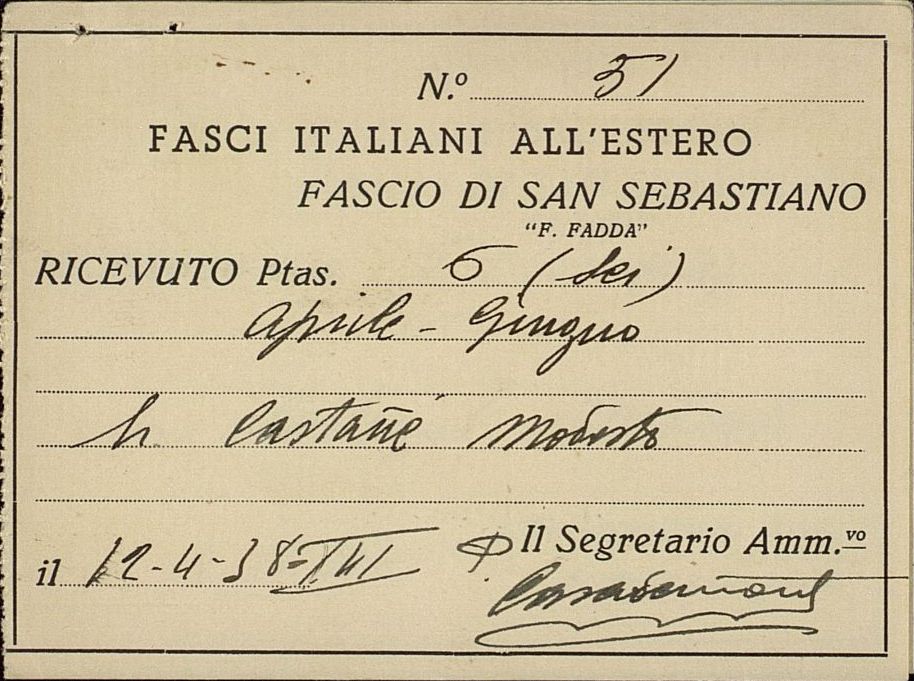 N.º 51
FASCI ITALIANI ALL'ESTERO
FASCIO DI SAN SEBASTIANO
"F. FADDA"
RICEVUTO Ptas. 6 (Sei)
Aprile - Giugno
Castañé Modesto
il 12-4-38-XVI
Il Segretario Amm.vo